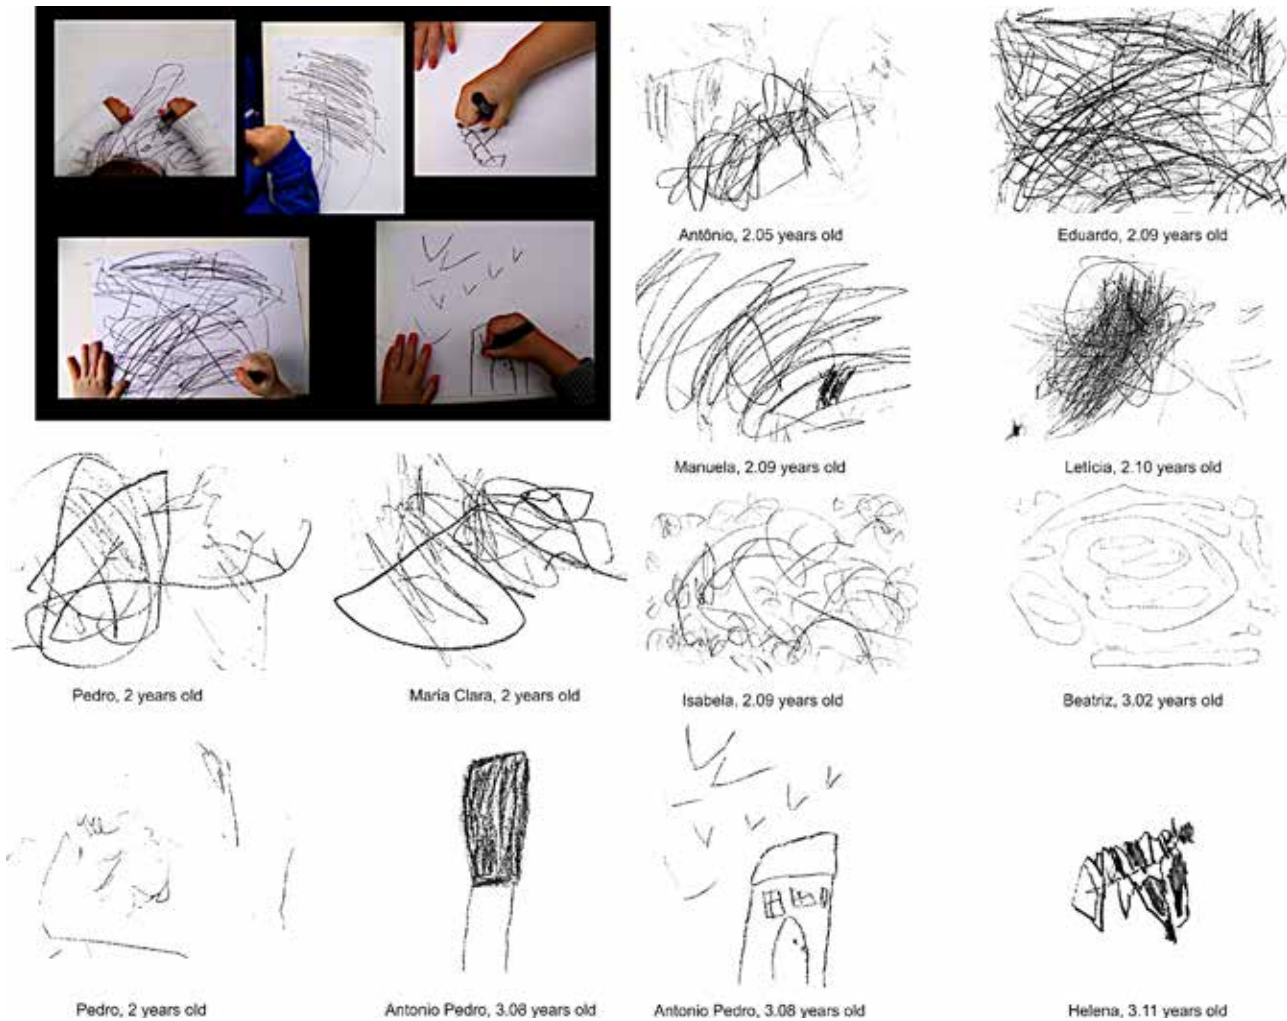 Antônio, 2.05 years old
Eduardo, 2.09 years old
Manuela, 2.09 years old
Letícia, 2.10 years old
Pedro, 2 years old
Maria Clara, 2 years old
Isabela, 2.09 years old
Beatriz, 3.02 years old
Pedro, 2 years old
Antonio Pedro, 3.08 years old
Antonio Pedro, 3.08 years old
Helena, 3.11 years old